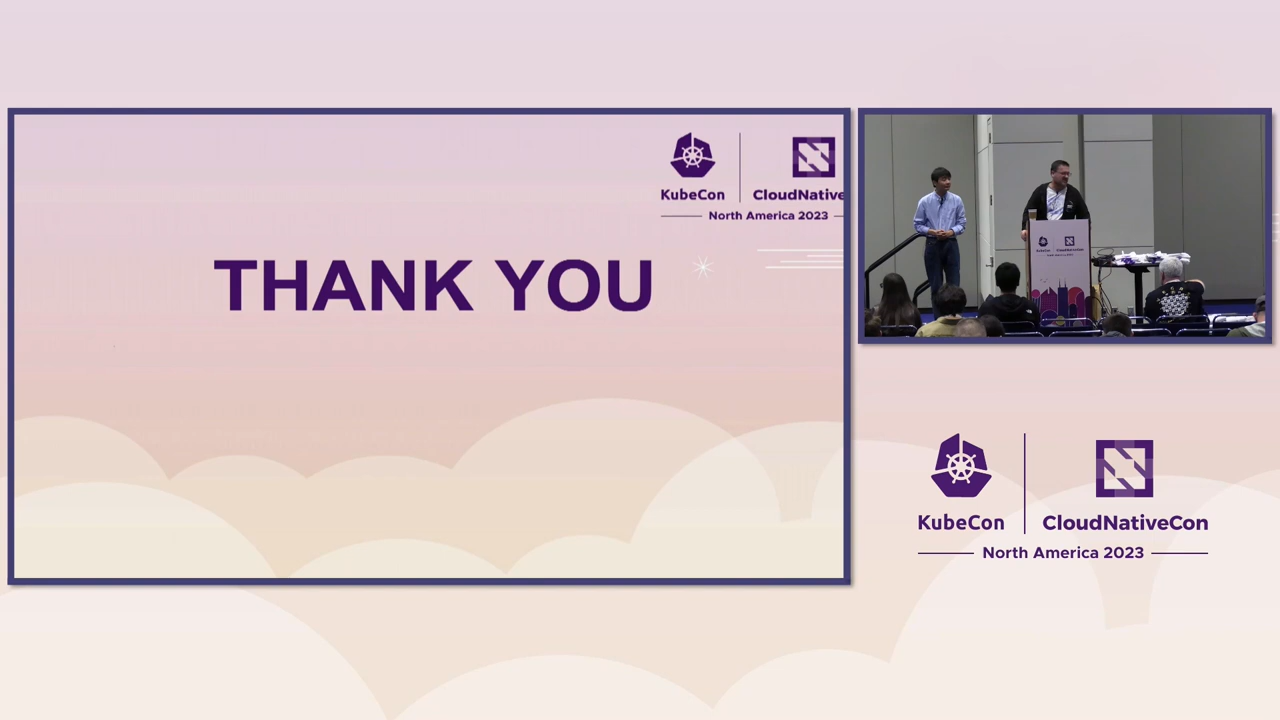 KubeCon
CloudNative
North America 2023
THANK YOU
KubeCon
CloudNativeCon
North America 2023